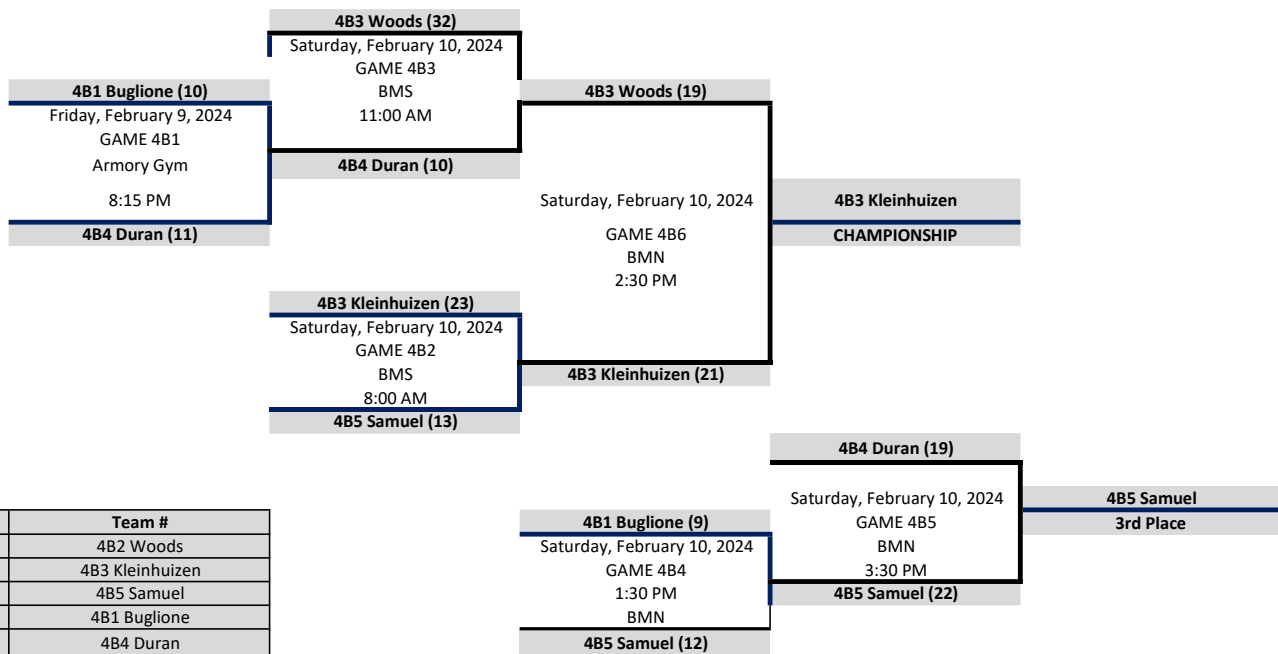 4B3 Woods (32)
Saturday, February 10, 2024
GAME 4B3
BMS
11:00 AM
4B1 Buglione (10)
Friday, February 9, 2024
GAME 4B1
Armory Gym
8:15 PM
4B4 Duran (11)
4B4 Duran (10)
4B3 Woods (19)
Saturday, February 10, 2024
GAME 4B6
BMN
2:30 PM
4B3 Kleinhuizen
CHAMPIONSHIP
4B3 Kleinhuizen (23)
Saturday, February 10, 2024
GAME 4B2
BMS
8:00 AM
4B5 Samuel (13)
4B3 Kleinhuizen (21)
4B4 Duran (19)
Saturday, February 10, 2024
GAME 4B5
BMN
3:30 PM
4B5 Samuel (22)
4B5 Samuel
3rd Place
4B1 Buglione (9)
Saturday, February 10, 2024
GAME 4B4
1:30 PM
BMN
4B5 Samuel (12)
Team #
4B2 Woods
4B3 Kleinhuizen
4B5 Samuel
4B1 Buglione
4B4 Duran